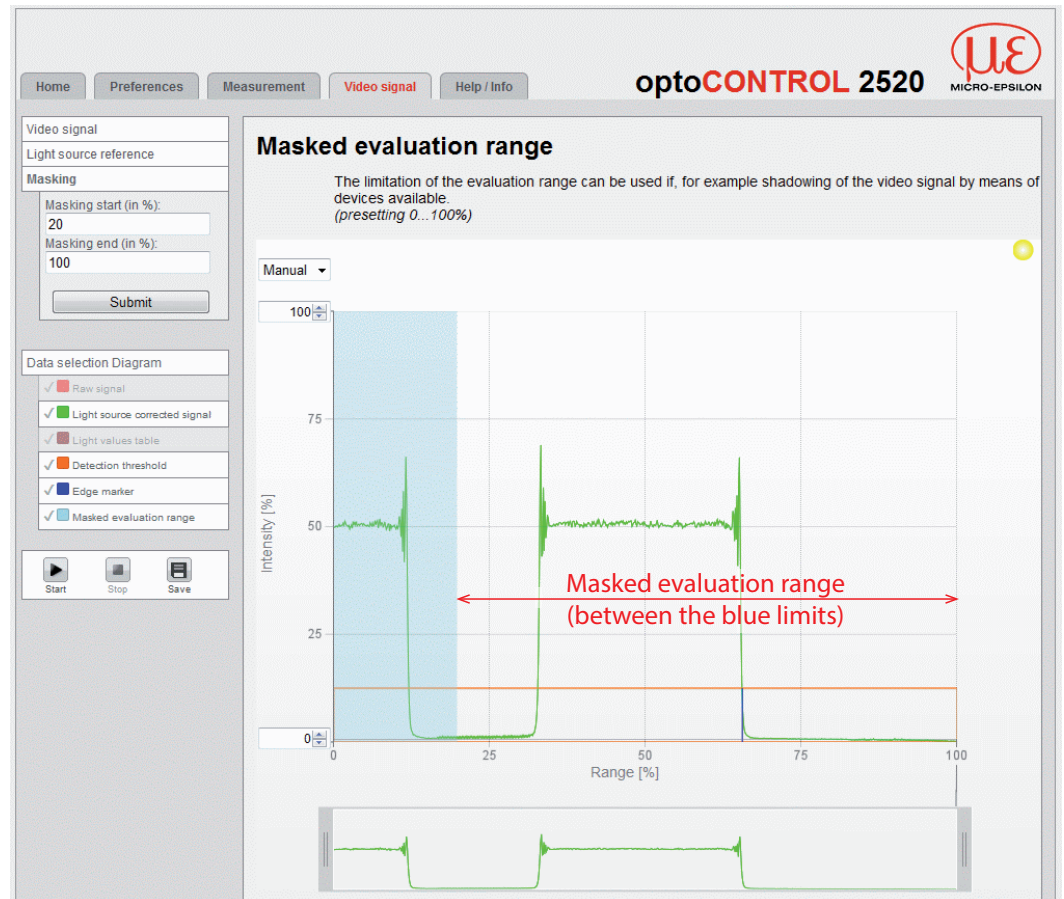 με
MICRO-EPSILON
optoCONTROL 2520
Home
Preferences
Measurement
Video signal
Help / Info
Video signal
Light source reference
Masking
Masking start (in %):
20
Masking end (in %):
100
Submit
Data selection Diagram
Raw signal
Light source corrected signal
Light values table
Detection threshold
Edge marker
Masked evaluation range
Start
Stop
Save
Masked evaluation range
The limitation of the evaluation range can be used if, for example shadowing of the video signal by means of
devices available.
(presetting 0...100%)
Manual
100
75
50
25
0
Intensity [%]
Masked evaluation range
(between the blue limits)
0
25
50
75
100
Range [%]